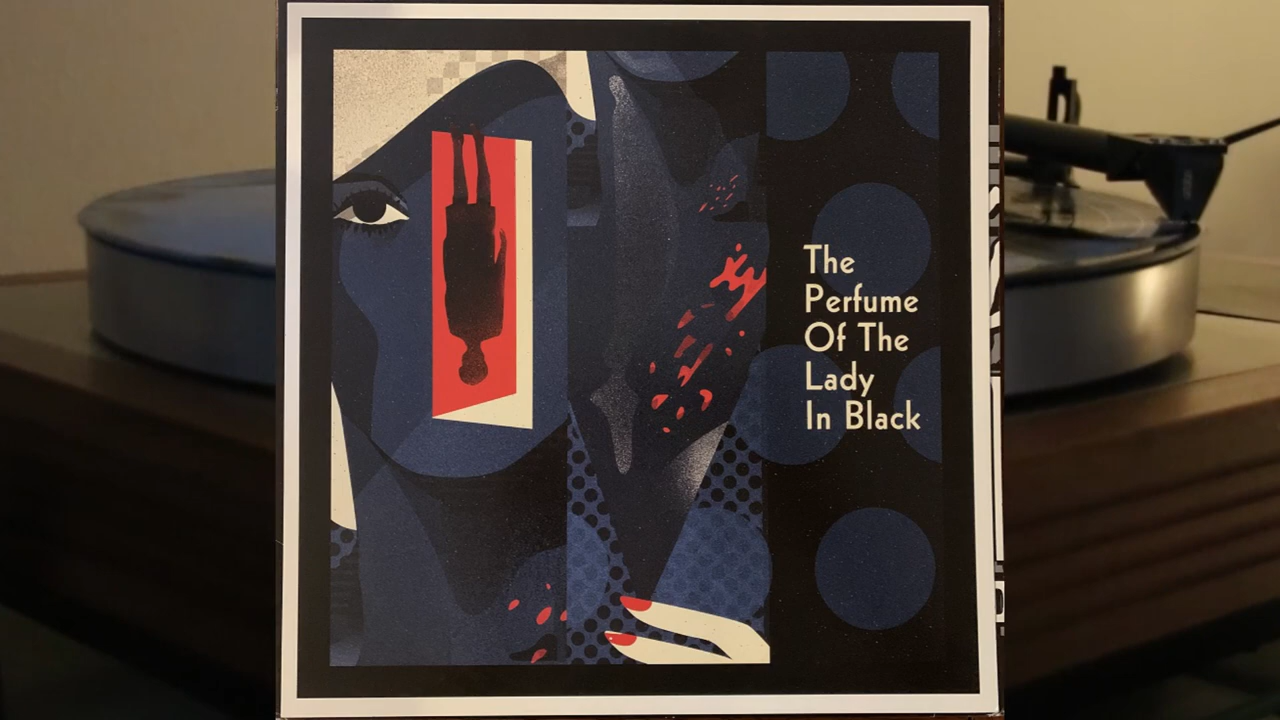 The
Perfume
Of The
Lady
In Black